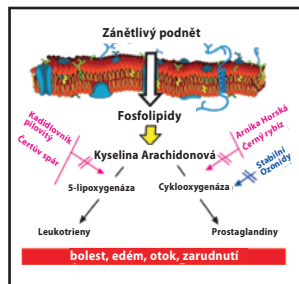 Zánětlivý podnět
Fosfolipidy
Kadidlovník
pilovitý
Čertův spár
Arnika Horská
Černý rybíz
Kyselina Arachidonová
Stabilní
Ozonidy
5-lipoxygenáza
Cyklooxygenáza
Leukotrieny
Prostaglandiny
bolest, edém, otok, zarudnutí